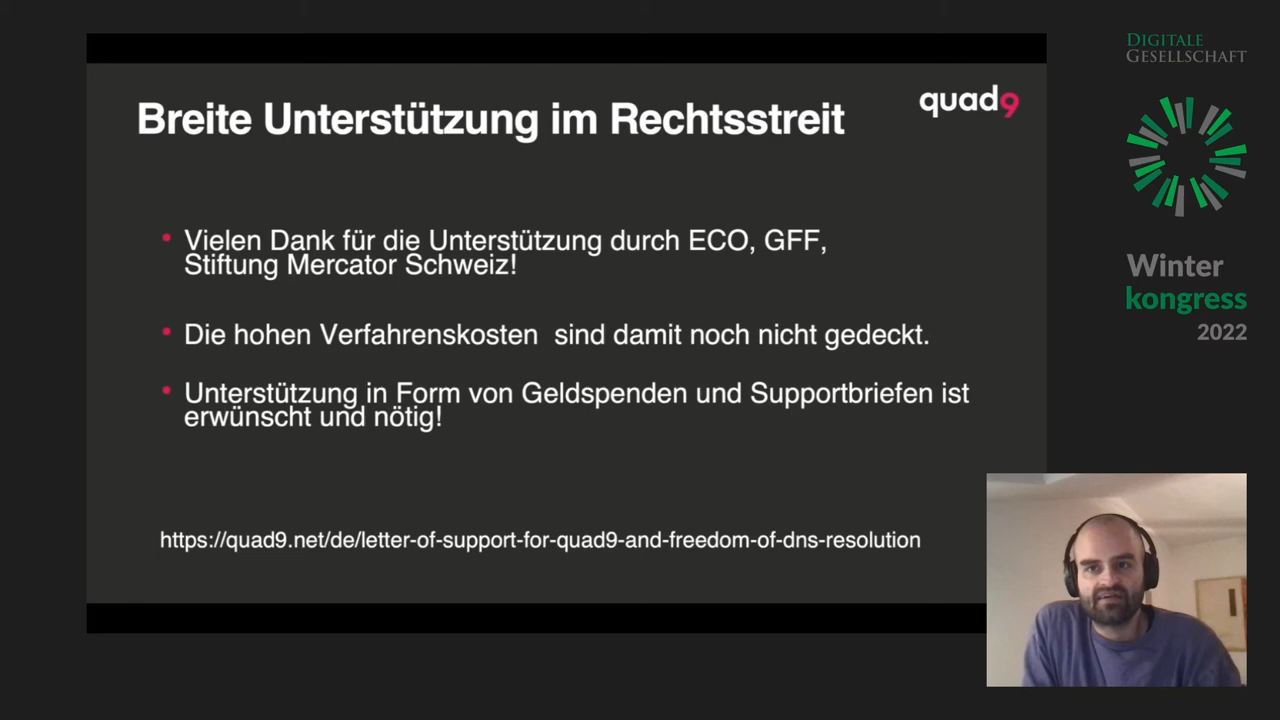 Breite Unterstützung im Rechtsstreit
quad9
Vielen Dank für die Unterstützung durch ECO, GFF,
Stiftung Mercator Schweiz!
Die hohen Verfahrenskosten sind damit noch nicht gedeckt.
Unterstützung in Form von Geldspenden und Supportbriefen ist
erwünscht und nötig!
https://quad9.net/de/letter-of-support-for-quad9-and-freedom-of-dns-resolution
DIGITALE
GESELLSCHAFT
Winter
kongress
2022